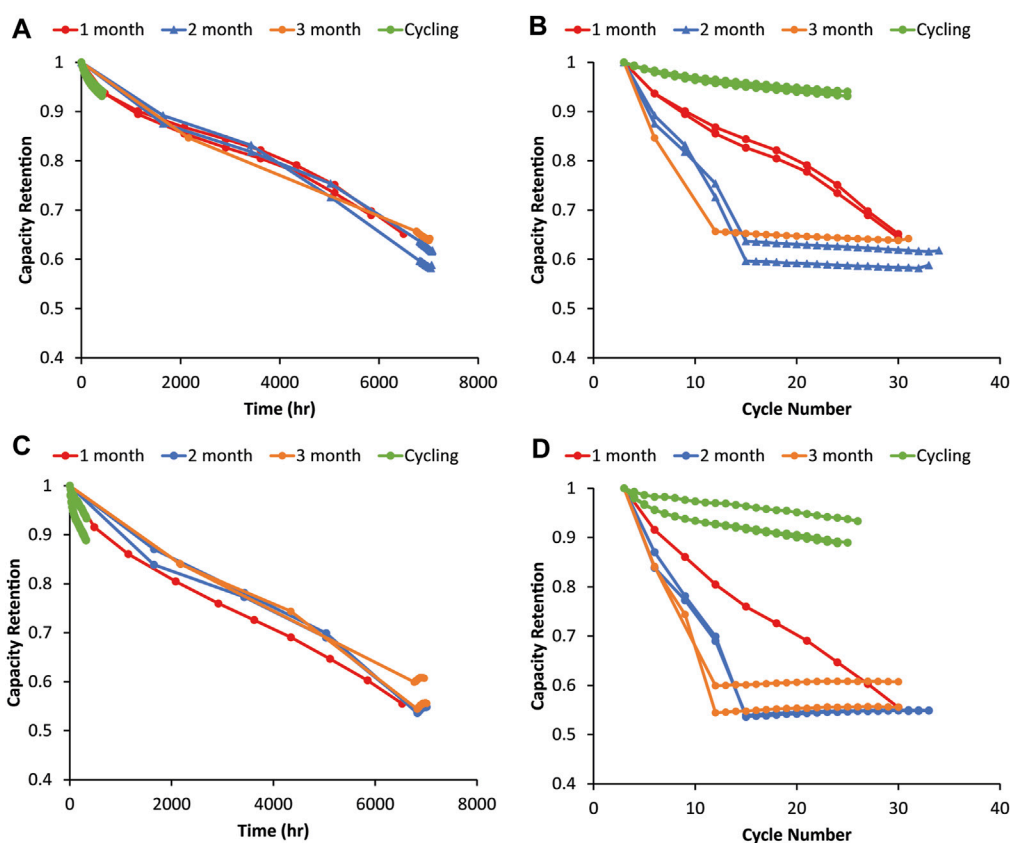 A
1 month 2 month 3 month Cycling
1
0.9
0.8
0.7
0.6
0.5
0.4
0 2000 4000 6000 8000
Capacity Retention
Time (hr)
B
1 month 2 month 3 month Cycling
1
0.9
0.8
0.7
0.6
0.5
0.4
0 10 20 30 40
Capacity Retention
Cycle Number
C
1 month 2 month 3 month Cycling
1
0.9
0.8
0.7
0.6
0.5
0.4
0 2000 4000 6000 8000
Capacity Retention
Time (hr)
D
1 month 2 month 3 month Cycling
1
0.9
0.8
0.7
0.6
0.5
0.4
0 10 20 30 40
Capacity Retention
Cycle Number